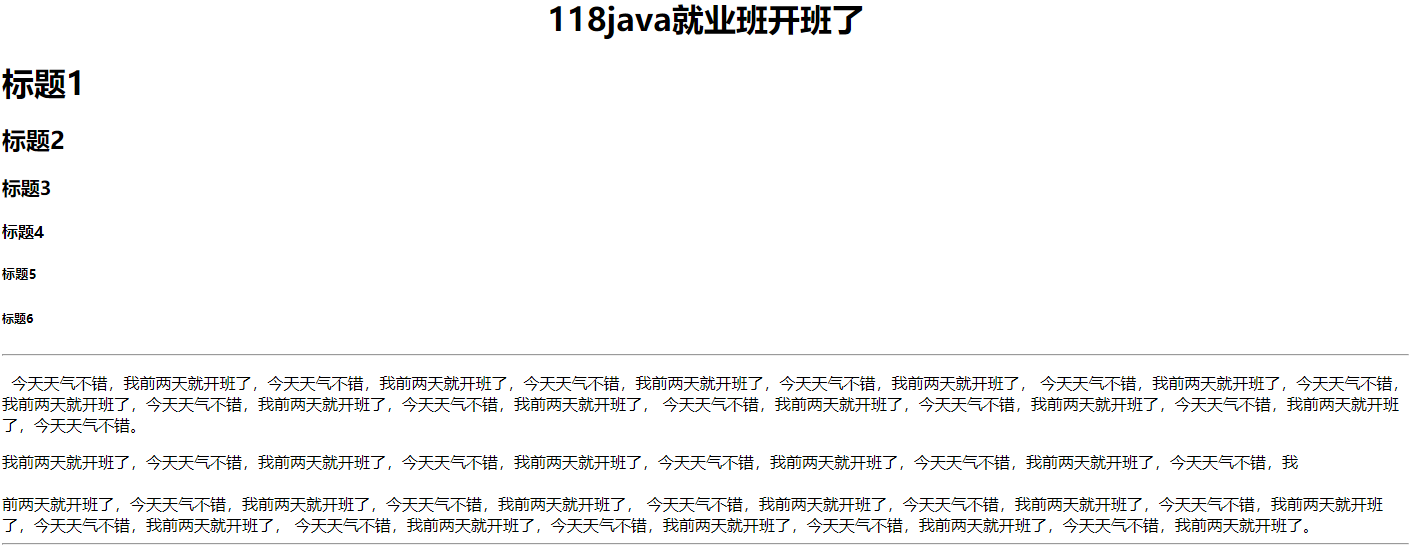 118java就业班开班了
标题1
标题2
标题3
标题4
标题5
标题6
今天天气不错，我前两天就开班了，今天天气不错，我前两天就开班了，今天天气不错，我前两天就开班了，今天天气不错，我前两天就开班了， 今天天气不错，我前两天就开班了，今天天气不错，
我前两天就开班了，今天天气不错，我前两天就开班了，今天天气不错，我前两天就开班了， 今天天气不错，我前两天就开班了，今天天气不错，我前两天就开班了，今天天气不错，我前两天就开班
了，今天天气不错。
我前两天就开班了，今天天气不错，我前两天就开班了，今天天气不错，我前两天就开班了，今天天气不错，我前两天就开班了，今天天气不错，我前两天就开班了，今天天气不错，我
前两天就开班了，今天天气不错，我前两天就开班了，今天天气不错，我前两天就开班了， 今天天气不错，我前两天就开班了，今天天气不错，我前两天就开班了，今天天气不错，我前两天就开班
了，今天天气不错，我前两天就开班了， 今天天气不错，我前两天就开班了，今天天气不错，我前两天就开班了，今天天气不错，我前两天就开班了，今天天气不错，我前两天就开班了。